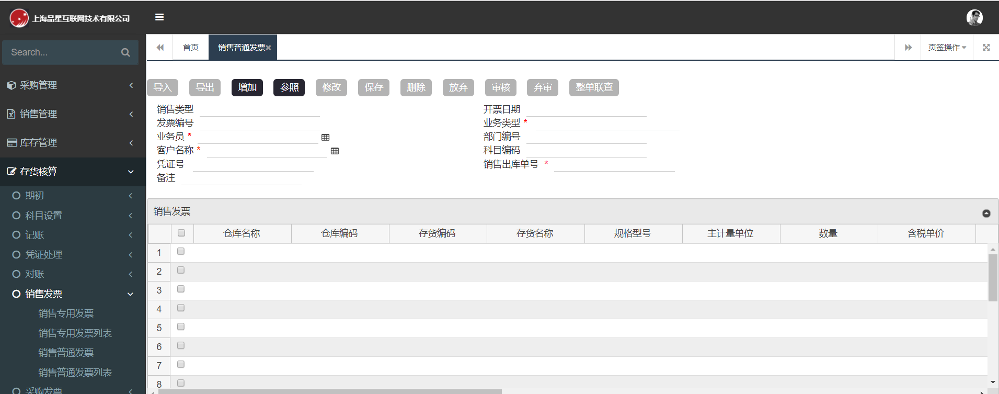 上海品星互联网技术有限公司
Search...
采购管理
销售管理
库存管理
存货核算
期初
科目设置
记账
凭证处理
对账
销售发票
销售专用发票
销售专用发票列表
销售普通发票
销售普通发票列表
采购发票
首页 销售普通发票 页签操作
导入 导出 增加 参照 修改 保存 删除 放弃 审核 弃审 整单联查
销售类型 开票日期
发票编号 业务类型 *
业务员 * 部门编号
客户名称 * 科目编码
凭证号 销售出库单号 *
备注
销售发票
仓库名称 仓库编码 存货编码 存货名称 规格型号 主计量单位 数量 含税单价
1
2
3
4
5
6
7
8